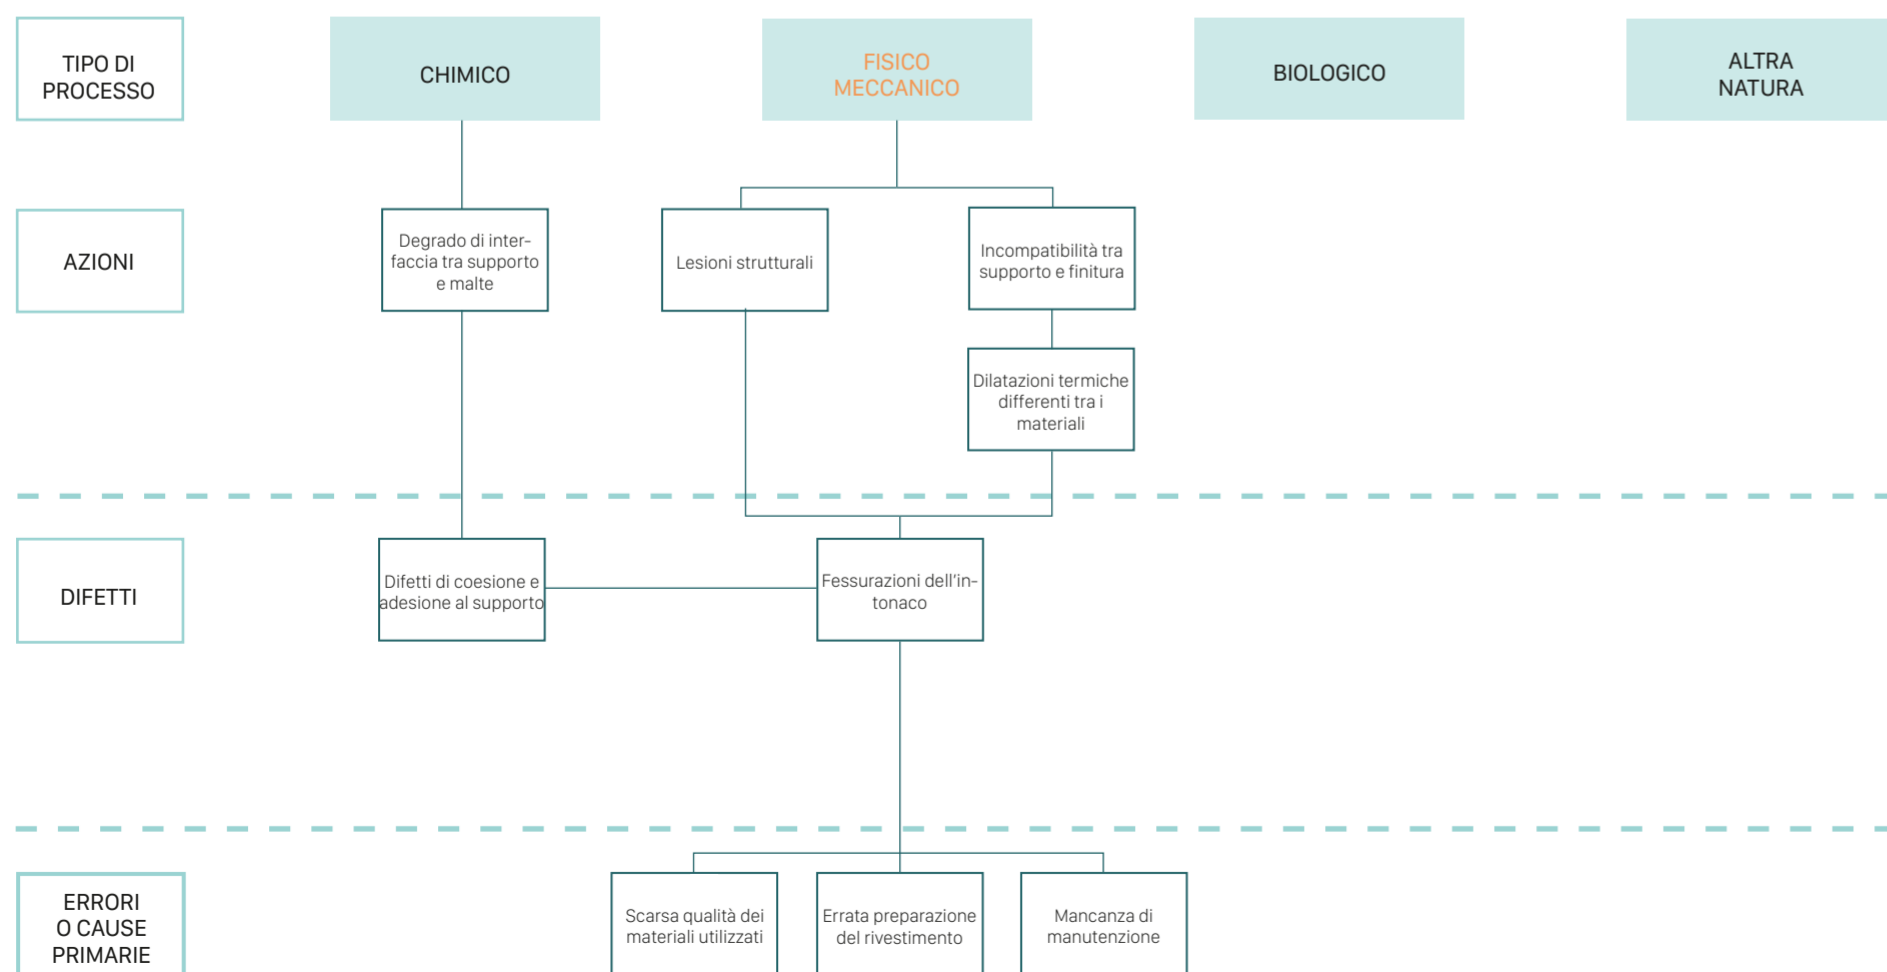 TIPO DI
PROCESSO
CHIMICO
FISICO
MECCANICO
BIOLOGICO
ALTRA
NATURA
AZIONI
Degrado di inter-
faccia tra supporto
e malte
Lesioni strutturali
Incompatibilità tra
supporto e finitura
Dilatazioni termiche
differenti tra i
materiali
DIFETTI
Difetti di coesione e
adesione al supporto
Fessurazioni dell'in-
tonaco
ERRORI
O CAUSE
PRIMARIE
Scarsa qualità dei
materiali utilizzati
Errata preparazione
del rivestimento
Mancanza di
manutenzione